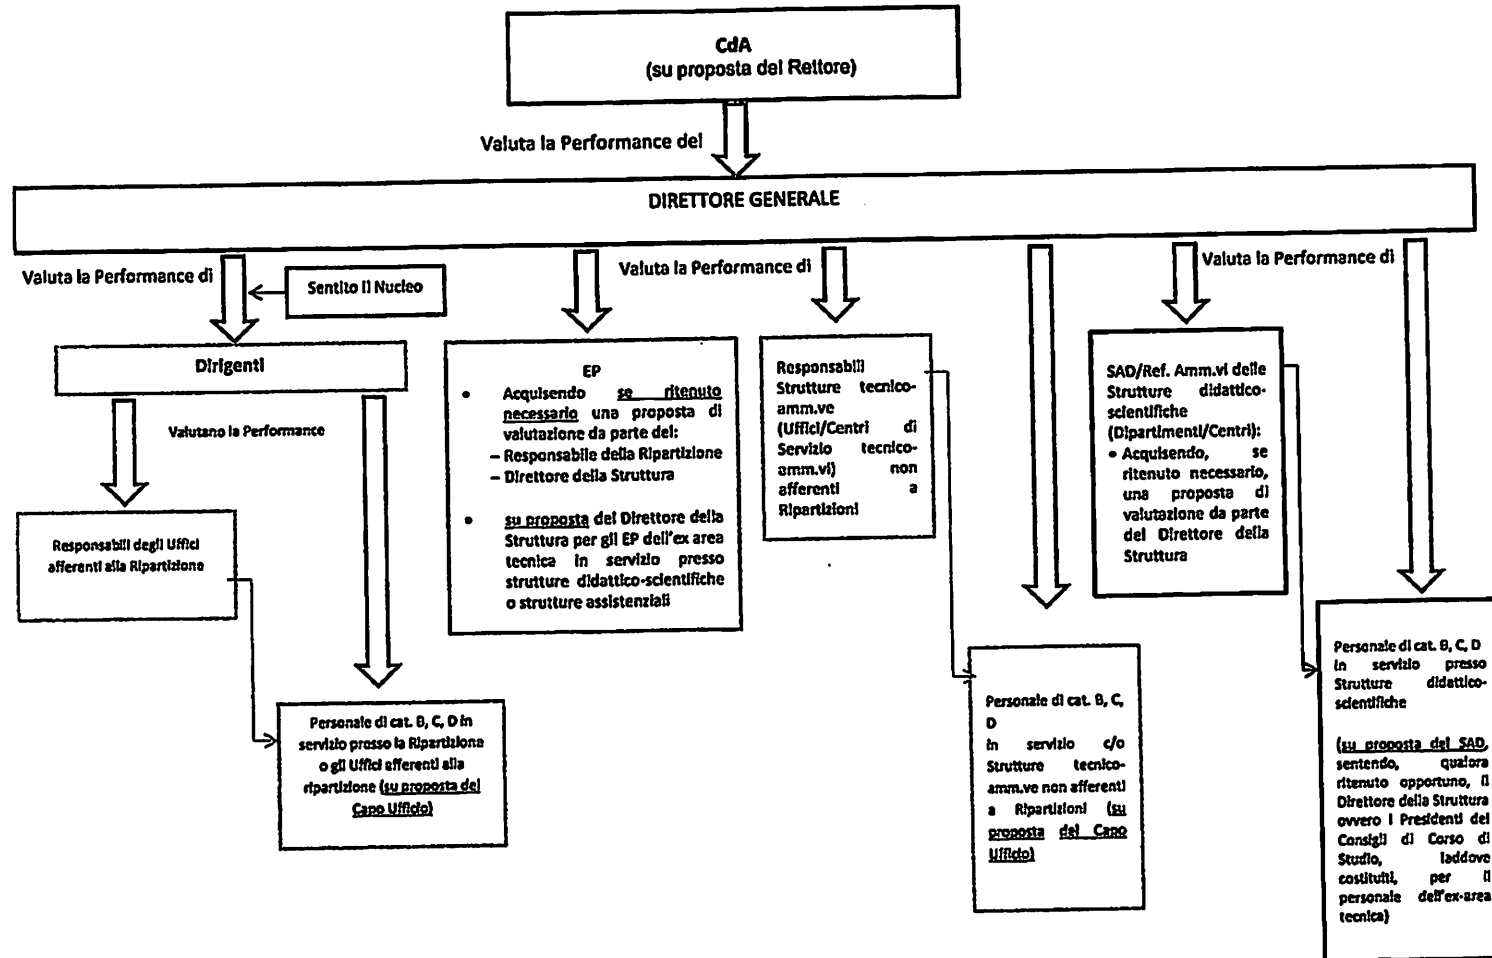 CdA
(su proposta del Rettore)
Valuta la Performance del
DIRETTORE GENERALE
Valuta la Performance di
Sentito il Nucleo
Valuta la Performance di
Valuta la Performance di
Dirigenti
Valutano la Performance
Responsabili degli Uffici
afferenti alla Ripartizione
Personale di cat. B, C, D in
servizio presso la Ripartizione
o gli Uffici afferenti alla
ripartizione (su proposta del
Capo Ufficio)
EP
• Acquisendo se ritenuto
necessario una proposta di
valutazione da parte del:
– Responsabile della Ripartizione
– Direttore della Struttura
• su proposta del Direttore della
Struttura per gli EP dell'ex area
tecnica in servizio presso
strutture didattico-scientifiche
o strutture assistenziali
Responsabili
Strutture tecnico-
amm.ve
(Uffici/Centri di
Servizio tecnico-
amm.vi) non
afferenti a
Ripartizioni
Personale di cat. B, C,
D
in servizio c/o
Strutture tecnico-
amm.ve non afferenti
a Ripartizioni (su
proposta del Capo
Ufficio)
SAD/Ref. Amm.vi delle
Strutture didattico-
scientifiche
(Dipartimenti/Centri):
• Acquisendo, se
ritenuto necessario,
una proposta di
valutazione da parte
del Direttore della
Struttura
Personale di cat. B, C, D
in servizio presso
Strutture didattico-
scientifiche
(su proposta del SAD,
sentendo, qualora
ritenuto opportuno, il
Direttore della Struttura
ovvero i Presidenti dei
Consigli di Corso di
Studio, laddove
costituiti, per il
personale dell'ex-area
tecnica)